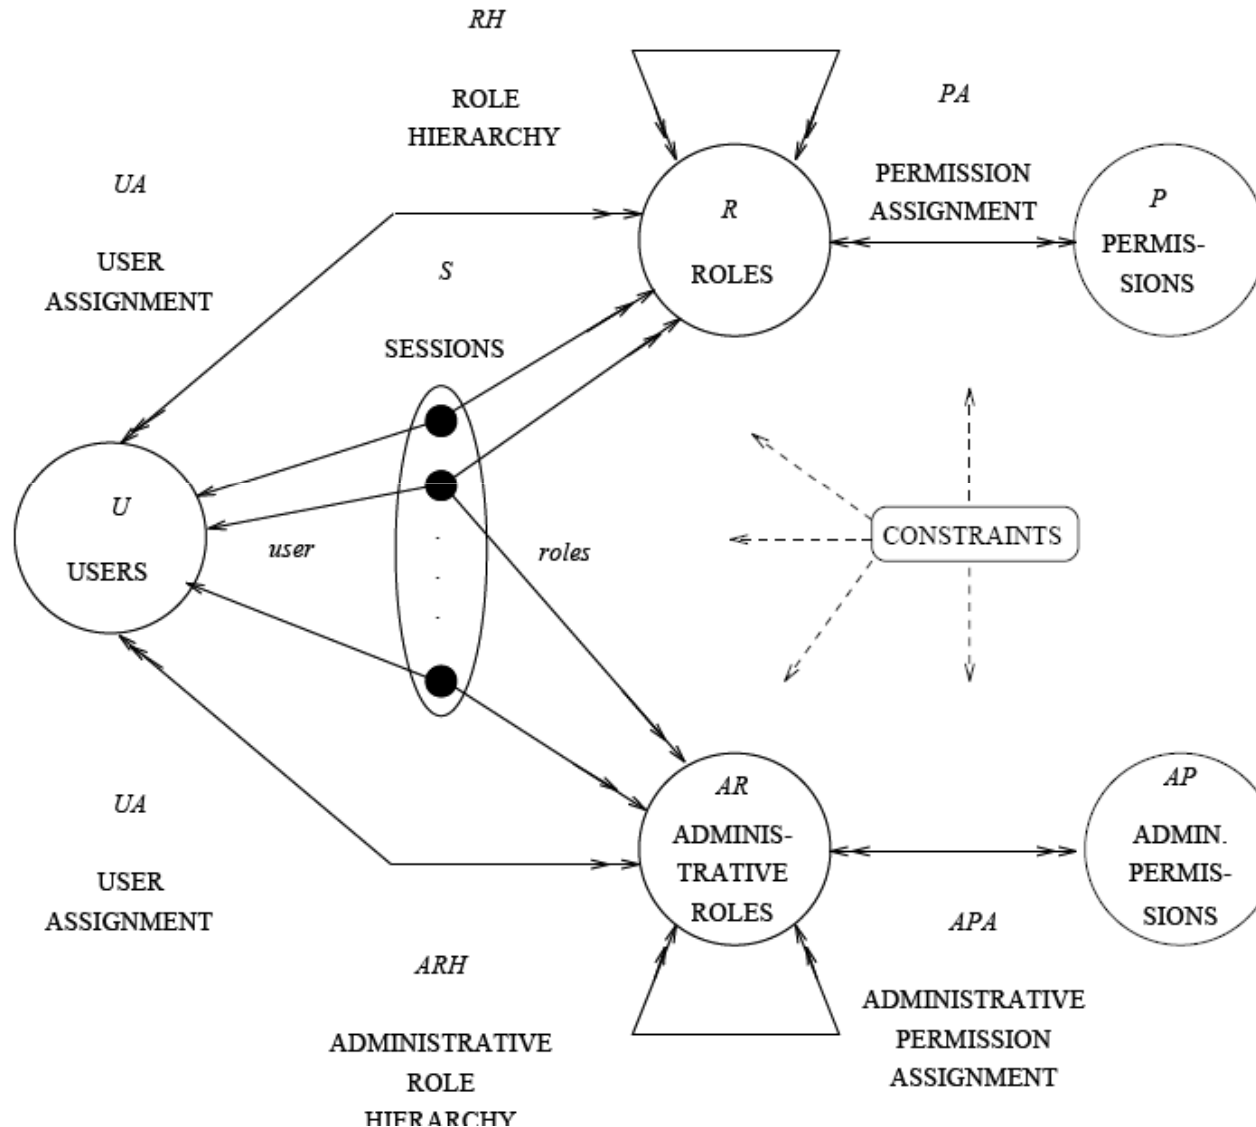 RH
ROLE
HIERARCHY
PA
PERMISSION
ASSIGNMENT
UA
USER
ASSIGNMENT
R
ROLES
P
PERMIS-
SIONS
S
SESSIONS
U
USERS
user
roles
CONSTRAINTS
UA
USER
ASSIGNMENT
AR
ADMINIS-
TRATIVE
ROLES
AP
ADMIN.
PERMIS-
SIONS
ARH
ADMINISTRATIVE
ROLE
HIERARCHY
APA
ADMINISTRATIVE
PERMISSION
ASSIGNMENT